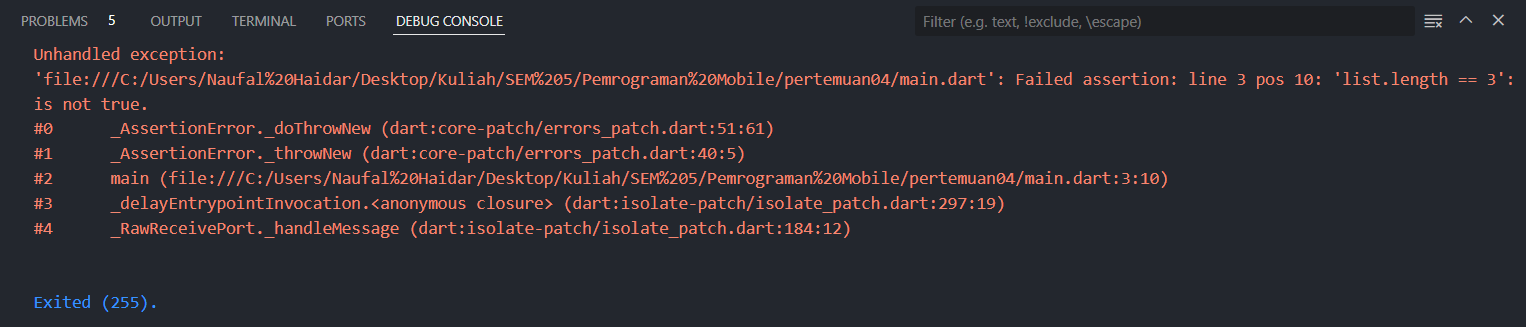 PROBLEMS 5 OUTPUT TERMINAL PORTS DEBUG CONSOLE Filter (e.g. text, !exclude, \escape)
Unhandled exception:
'file:///C:/Users/Naufal%20Haidar/Desktop/Kuliah/SEM%205/Pemrograman%20Mobile/pertemuan04/main.dart': Failed assertion: line 3 pos 10: 'list.length == 3':
is not true.
#0      _AssertionError._doThrowNew (dart:core-patch/errors_patch.dart:51:61)
#1      _AssertionError._throwNew (dart:core-patch/errors_patch.dart:40:5)
#2      main (file:///C:/Users/Naufal%20Haidar/Desktop/Kuliah/SEM%205/Pemrograman%20Mobile/pertemuan04/main.dart:3:10)
#3      _delayEntrypointInvocation.<anonymous closure> (dart:isolate-patch/isolate_patch.dart:297:19)
#4      _RawReceivePort._handleMessage (dart:isolate-patch/isolate_patch.dart:184:12)
Exited (255).